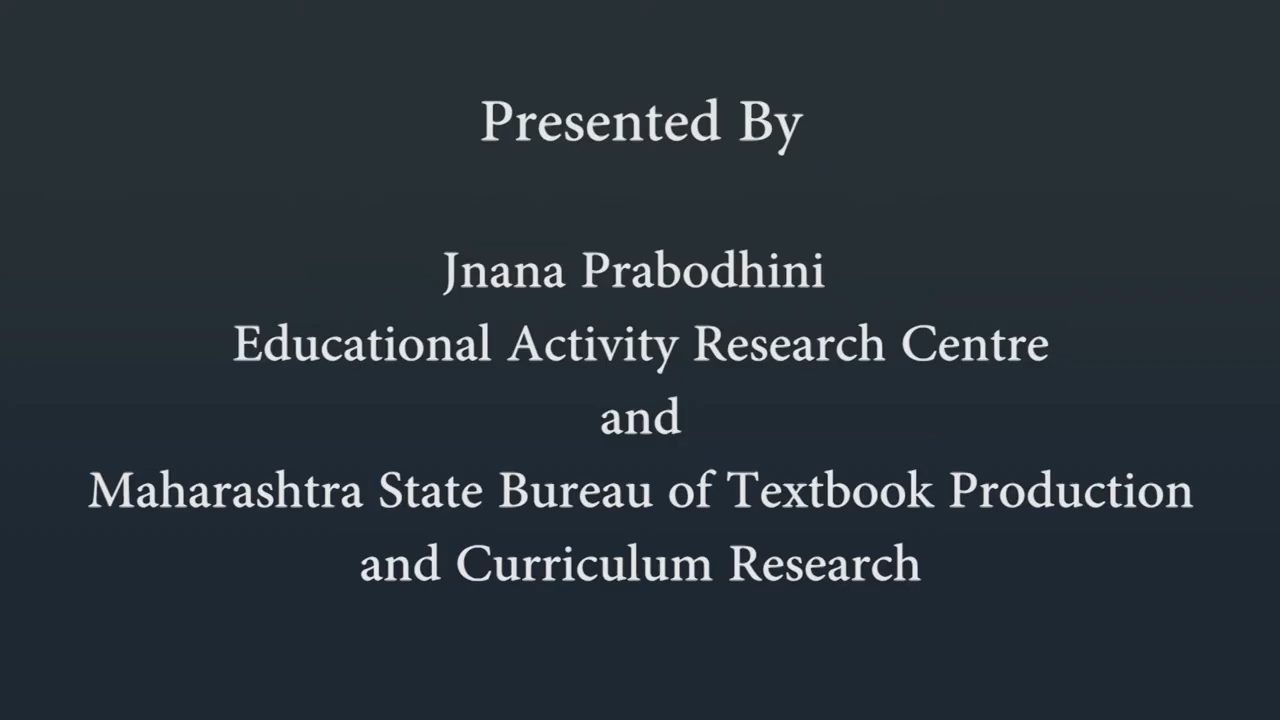 Presented By
Jnana Prabodhini
Educational Activity Research Centre
and
Maharashtra State Bureau of Textbook Production
and Curriculum Research